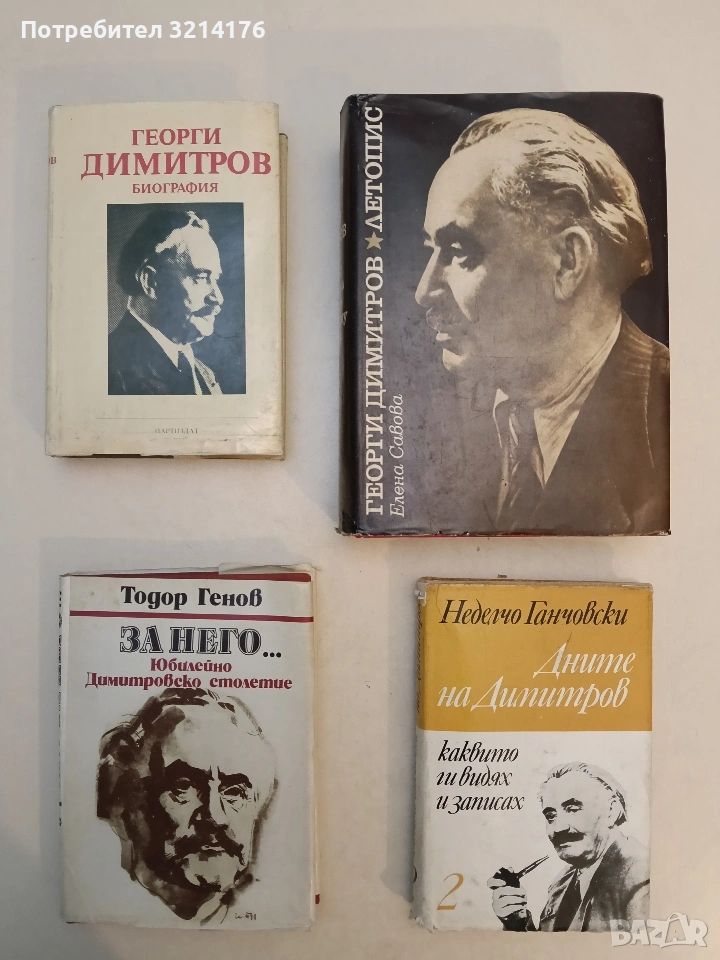 Потребител 3214176
ГЕОРГИ
ДИМИТРОВ
БИОГРАФИЯ
ПАРТИЗДАТ
ГЕОРГИ ДИМИТРОВ ★ ЛЕТОПИС
Елена Савова
Тодор Генов
ЗА НЕГО...
Юбилейно
Димитровско столетие
Неделчо Ганчовски
Дните
на Димитров
каквито
ги видях
и записах
2
BAZAR